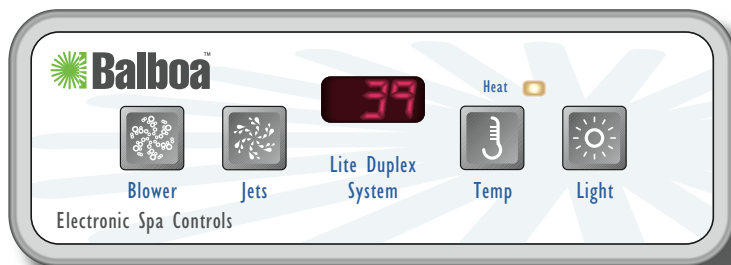 Balboa™
39
Heat
Blower
Jets
Lite Duplex
System
Temp
Light
Electronic Spa Controls